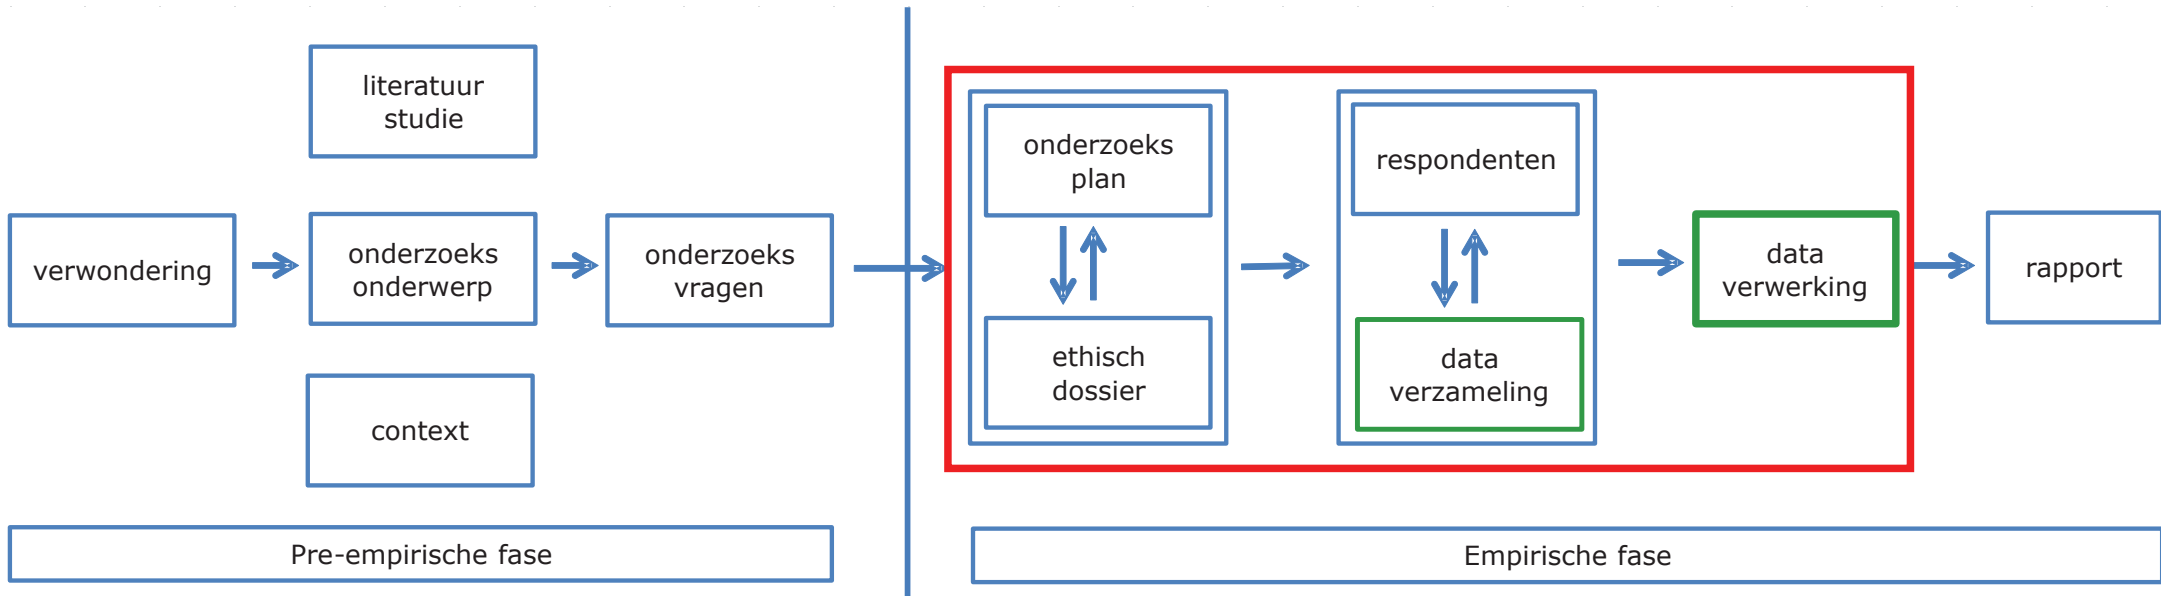 literatuur
studie
verwondering
onderzoeks
onderwerp
onderzoeks
vragen
context
Pre-empirische fase
onderzoeks
plan
ethisch
dossier
respondenten
data
verzameling
data
verwerking
rapport
Empirische fase